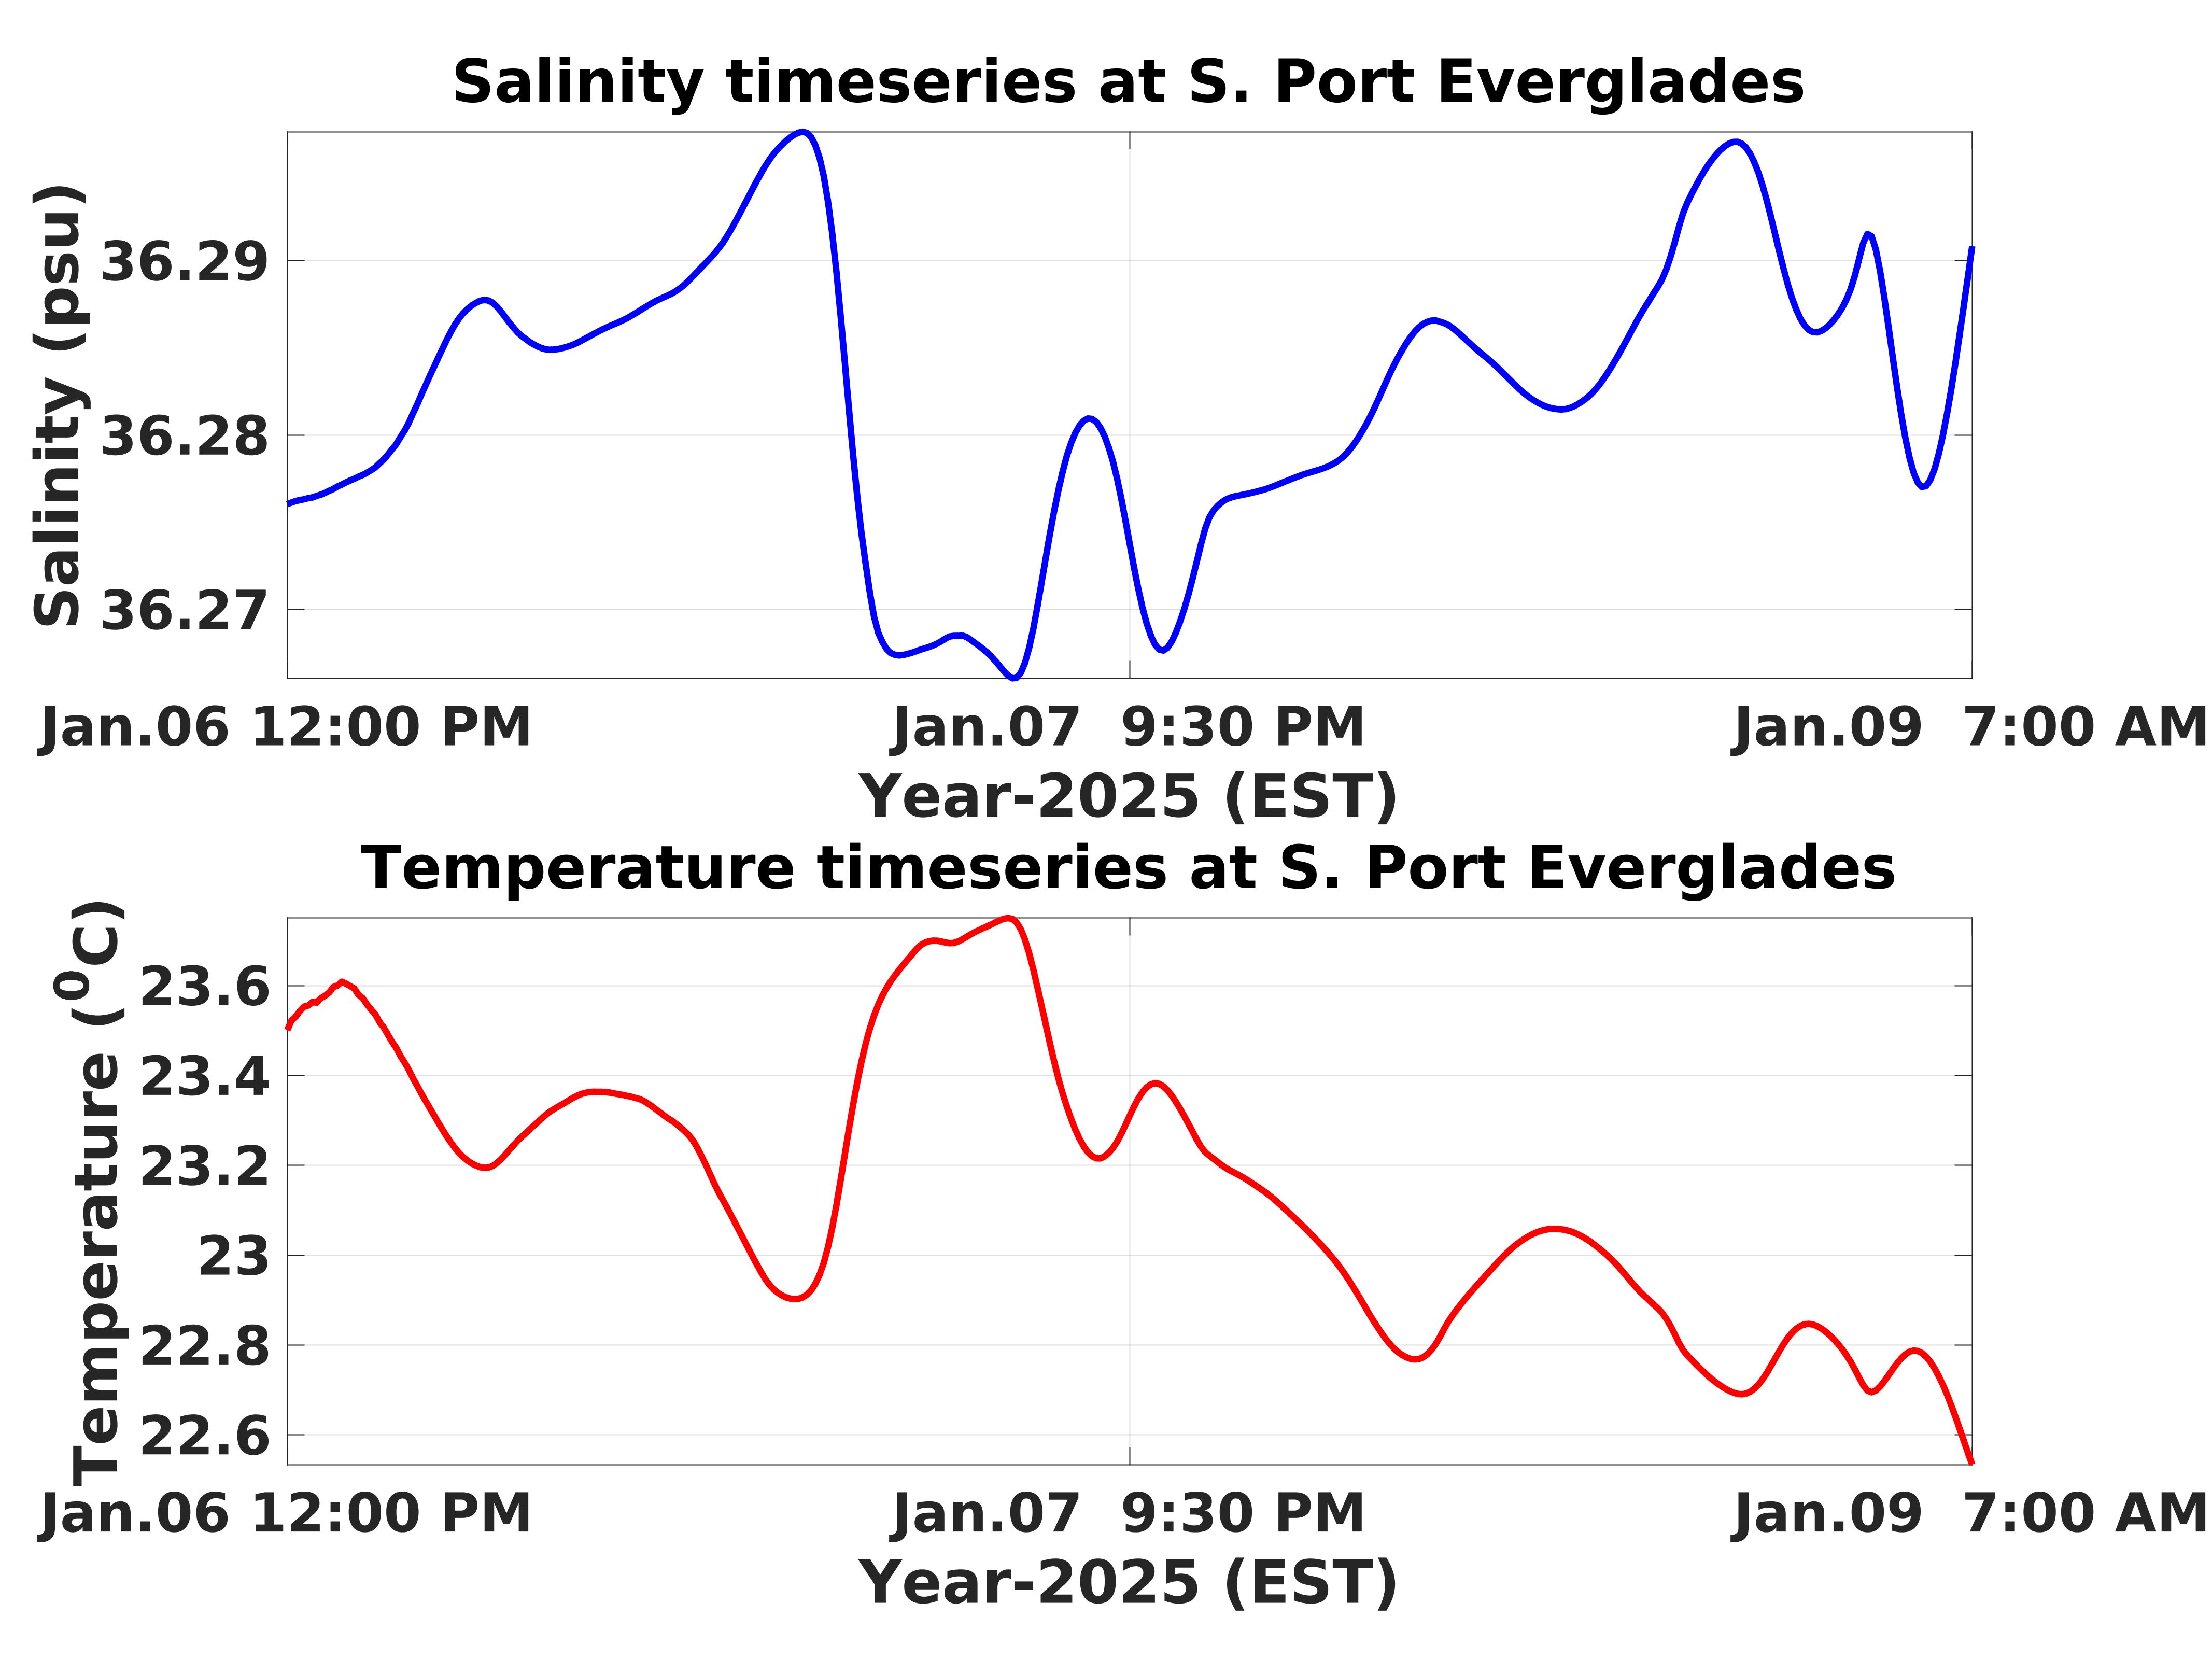 Salinity timeseries at S. Port Everglades
Salinity (psu)
36.29
36.28
36.27
Jan.06 12:00 PM Jan.07 9:30 PM Jan.09 7:00 AM
Year-2025 (EST)
Temperature timeseries at S. Port Everglades
Temperature (⁰C)
23.6
23.4
23.2
23
22.8
22.6
Jan.06 12:00 PM Jan.07 9:30 PM Jan.09 7:00 AM
Year-2025 (EST)